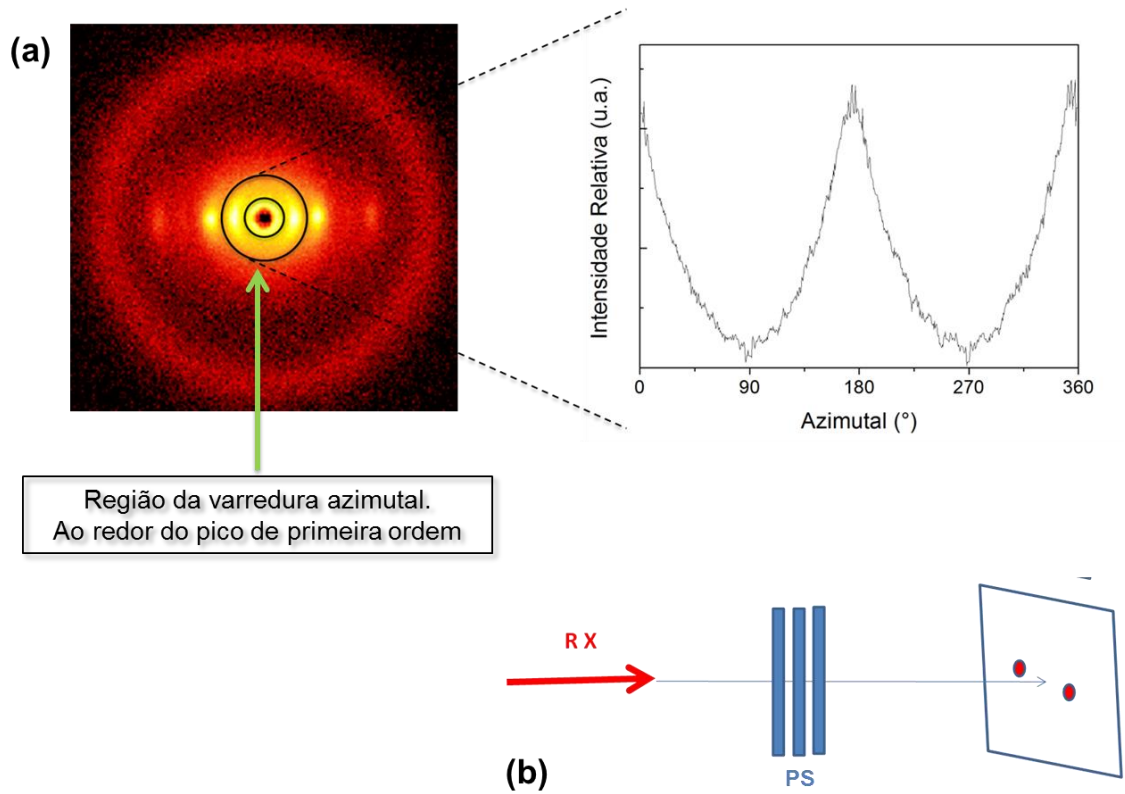 (a)
Intensidade Relativa (u.a.)
0 90 180 270 360
Azimutal (°)
Região da varredura azimutal.
Ao redor do pico de primeira ordem
R X
PS
(b)